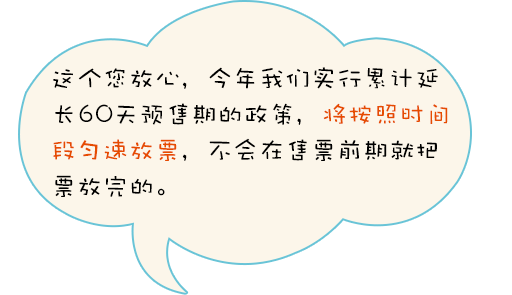 这个您放心，今年我们实行累计延
长60天预售期的政策，将按照时间
段匀速放票，不会在售票前期就把
票放完的。